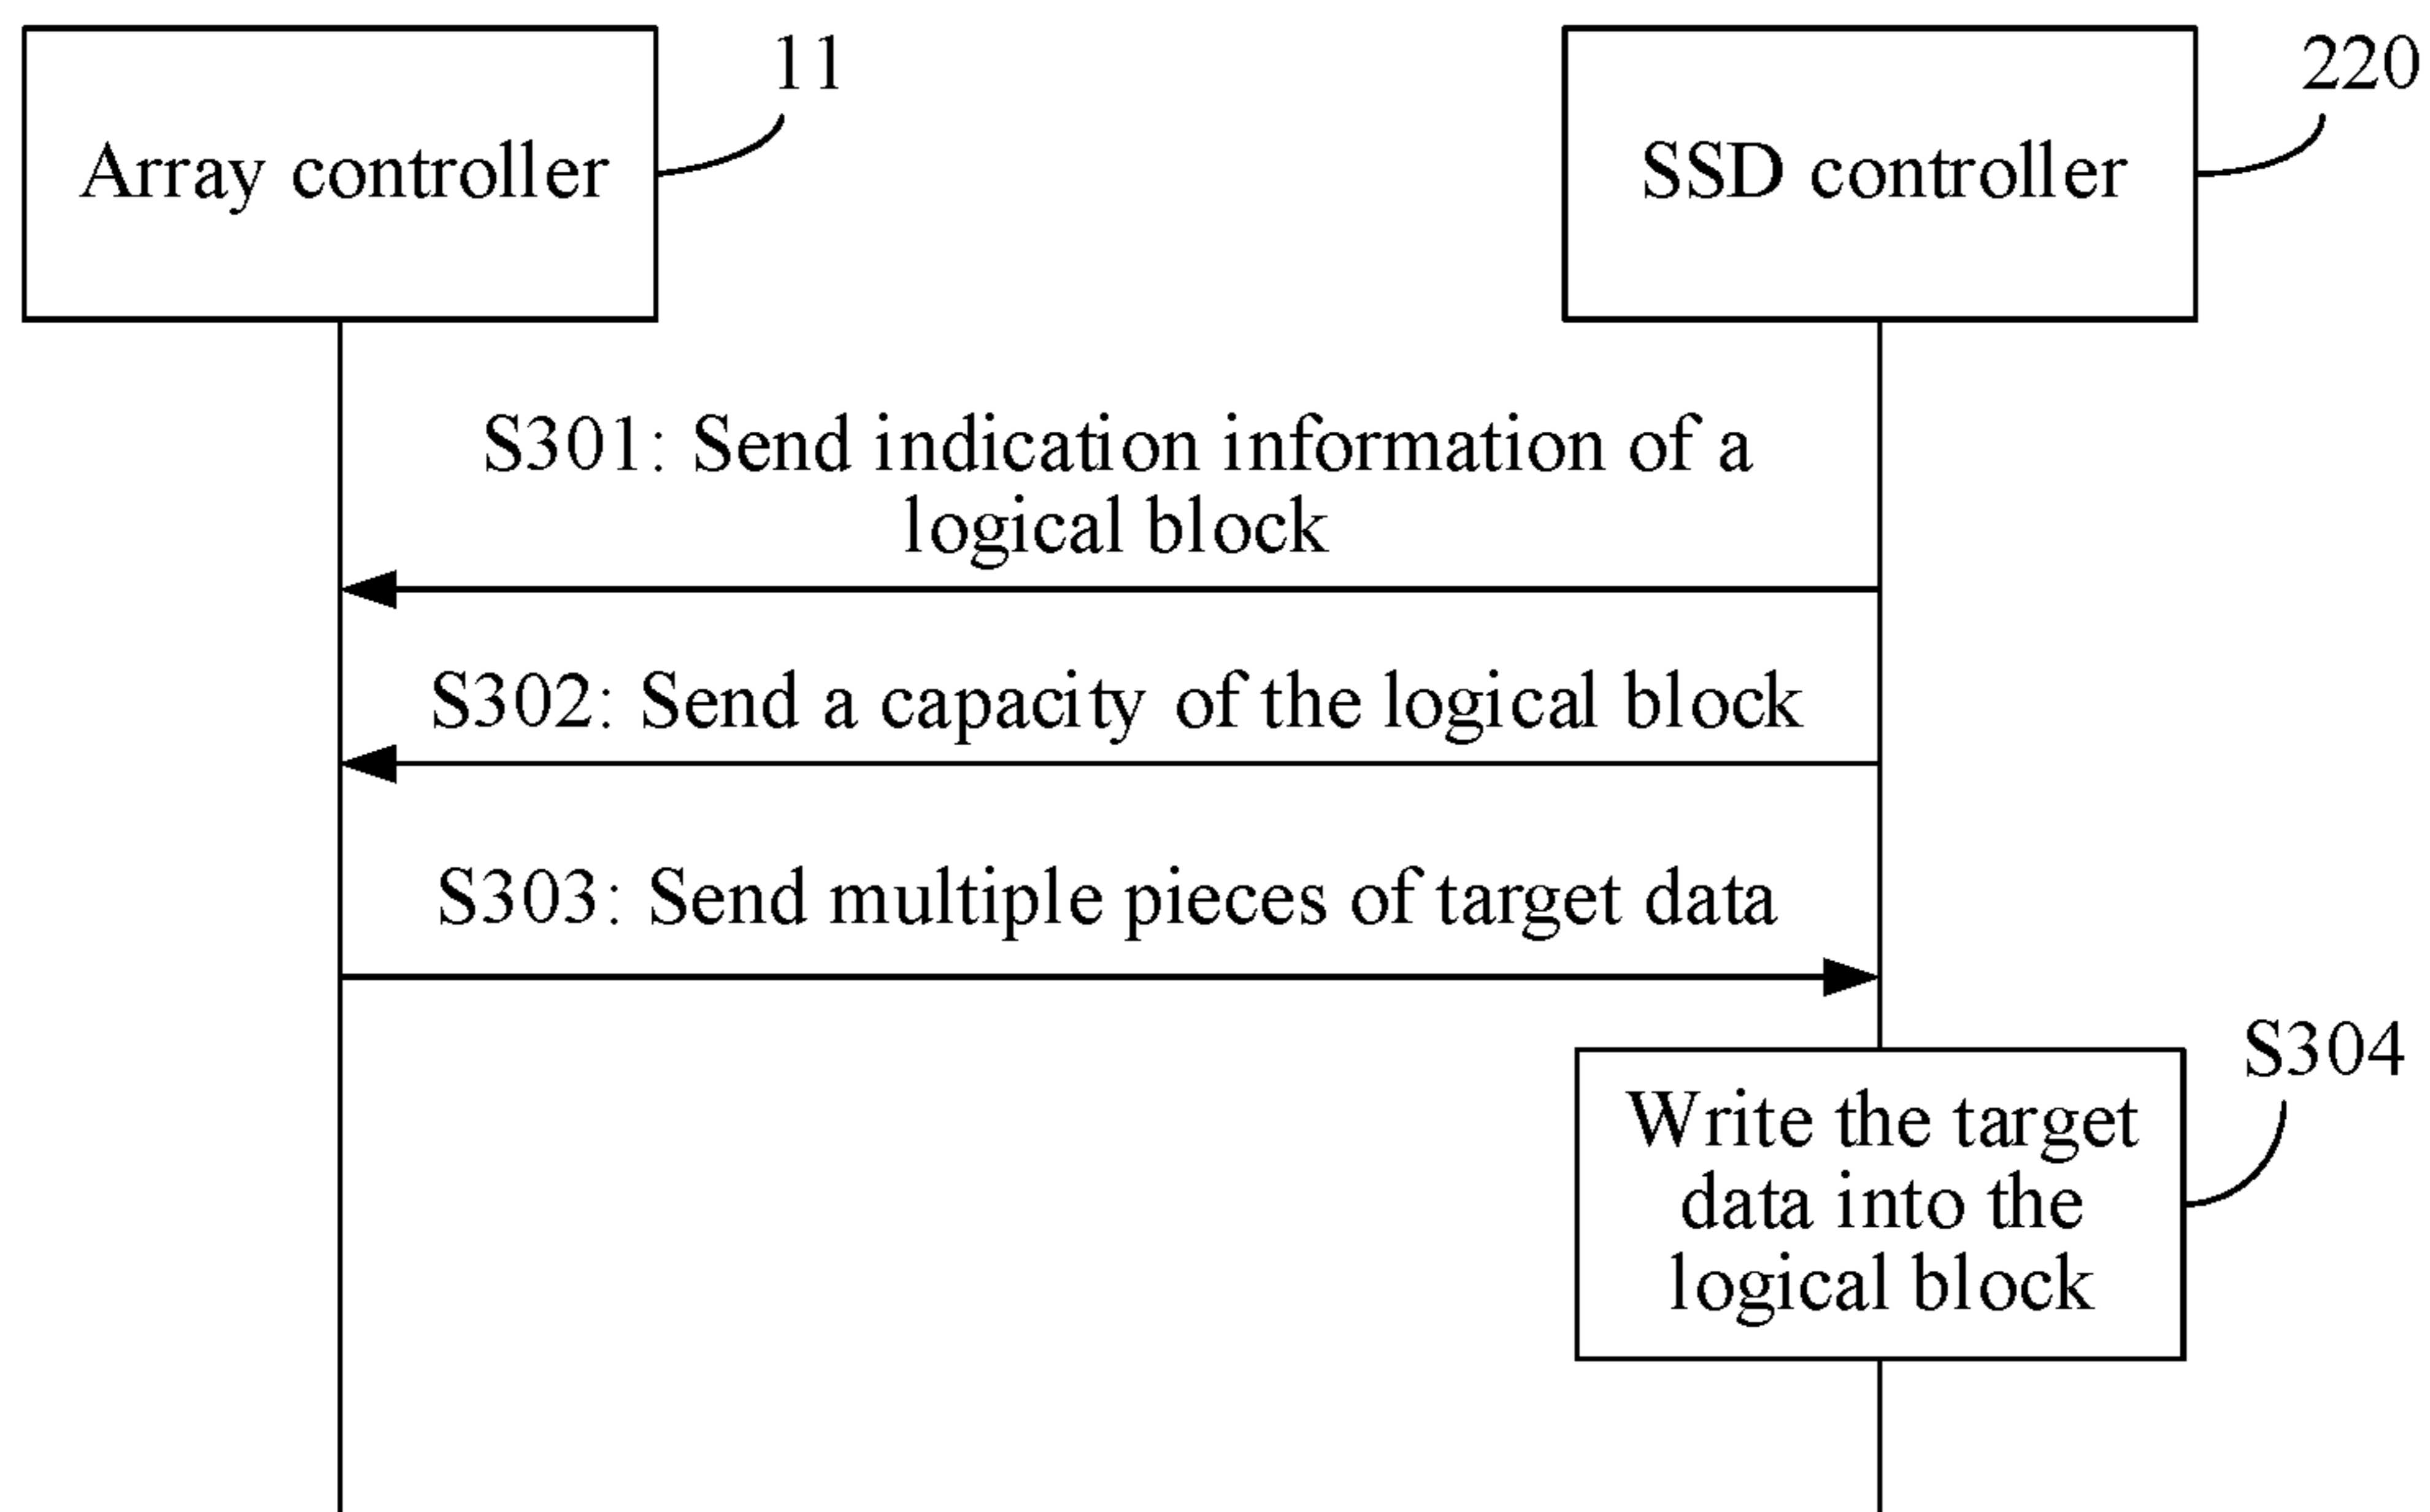 11
220
Array controller
SSD controller
S301: Send indication information of a
logical block
S302: Send a capacity of the logical block
S303: Send multiple pieces of target data
S304
Write the target
data into the
logical block